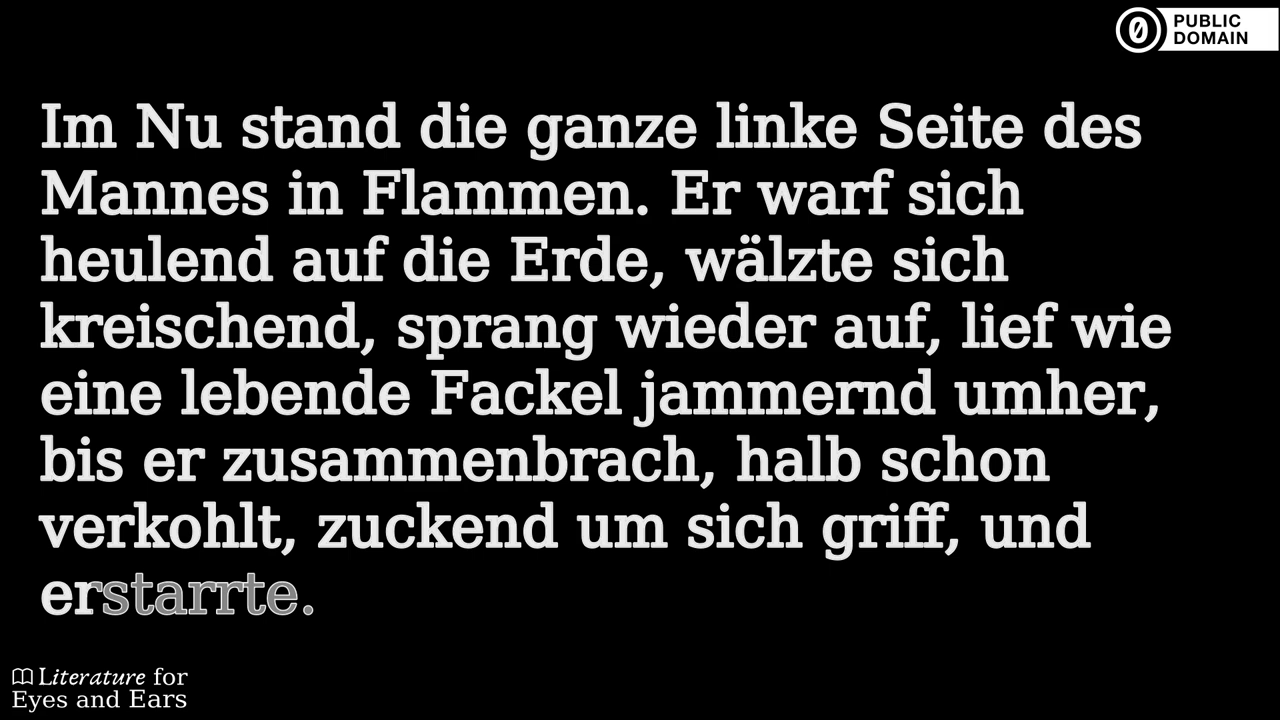 PUBLIC
DOMAIN
Im Nu stand die ganze linke Seite des
Mannes in Flammen. Er warf sich
heulend auf die Erde, wälzte sich
kreischend, sprang wieder auf, lief wie
eine lebende Fackel jammernd umher,
bis er zusammenbrach, halb schon
verkohlt, zuckend um sich griff, und
erstarrte.
Literature for
Eyes and Ears